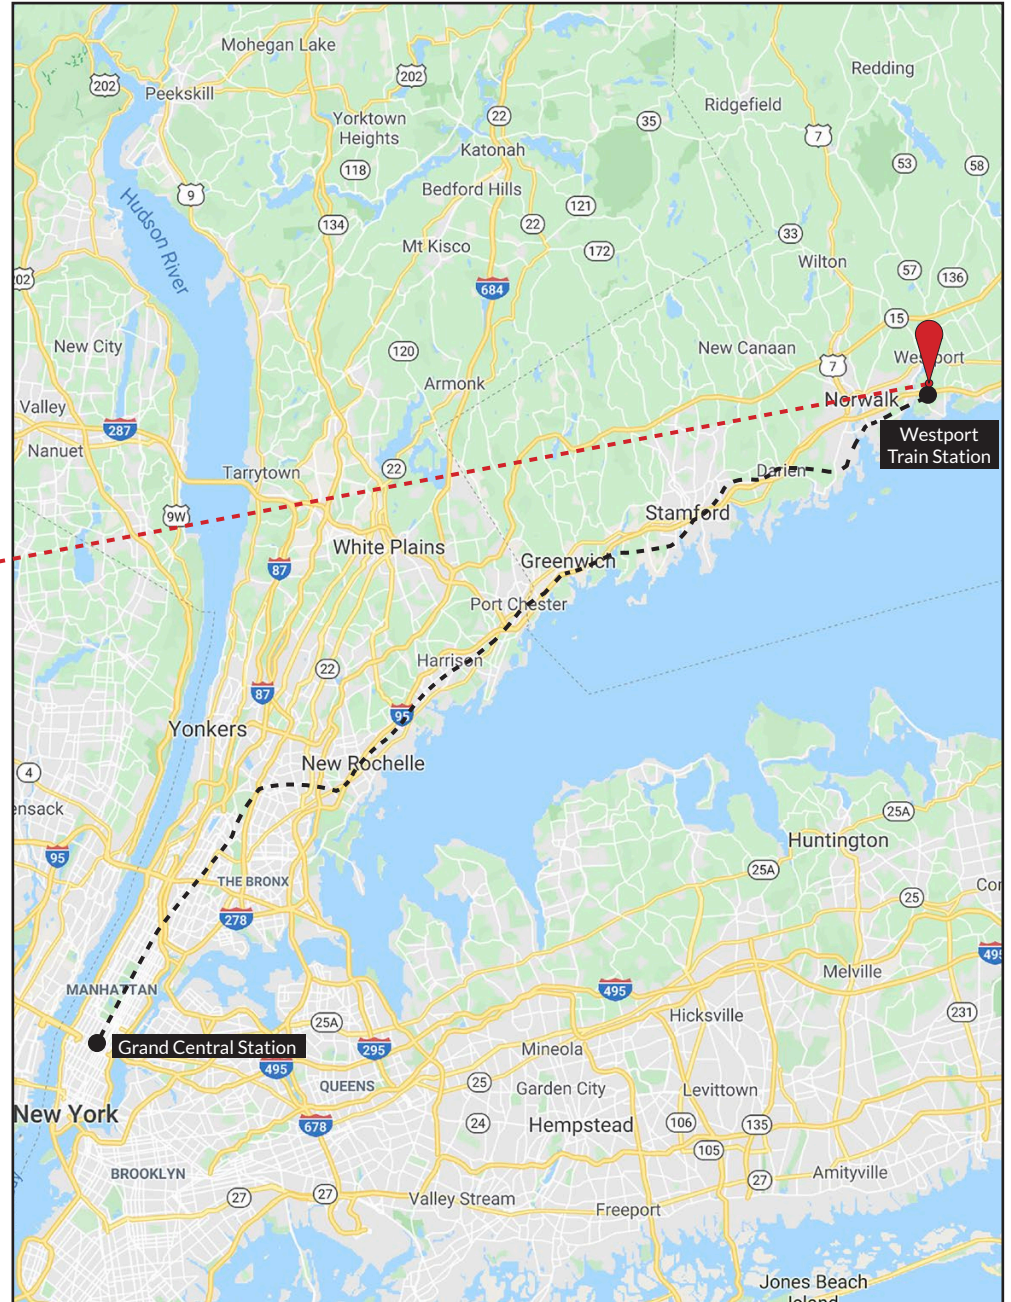 Mohegan Lake
Redding
202
202
Peekskill
Ridgefield
22
35
7
Yorktown
Heights
Katonah
53
58
118
Bedford Hills
9
121
Hudson River
134
22
33
Mt Kisco
172
Wilton
57
136
202
684
15
New City
120
New Canaan
Westport
7
Armonk
Norwalk
Valley
287
Westport
Train Station
Nanuet
Tarrytown
22
Darien
9W
Stamford
White Plains
Greenwich
87
Port Chester
Harrison
22
87
95
Yonkers
New Rochelle
4
ensack
25A
Huntington
95
25A
THE BRONX
25
Cor
278
495
Melville
MANHATTAN
495
231
Hicksville
25A
Grand Central Station
295
Mineola
495
QUEENS
25
Garden City
Levittown
New York
678
24
Hempstead
106
135
105
BROOKLYN
27
Amityville
27
27
Valley Stream
Freeport
Jones Beach
Island